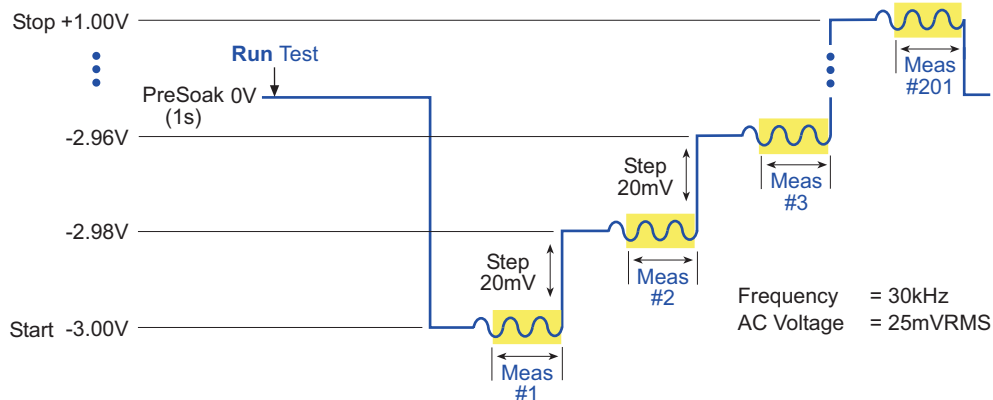 Stop +1.00V
Run Test
PreSoak 0V
(1s)
-2.96V
-2.98V
Start -3.00V
Step
20mV
Step
20mV
Meas
#1
Meas
#2
Meas
#3
Meas
#201
Frequency = 30kHz
AC Voltage = 25mVRMS